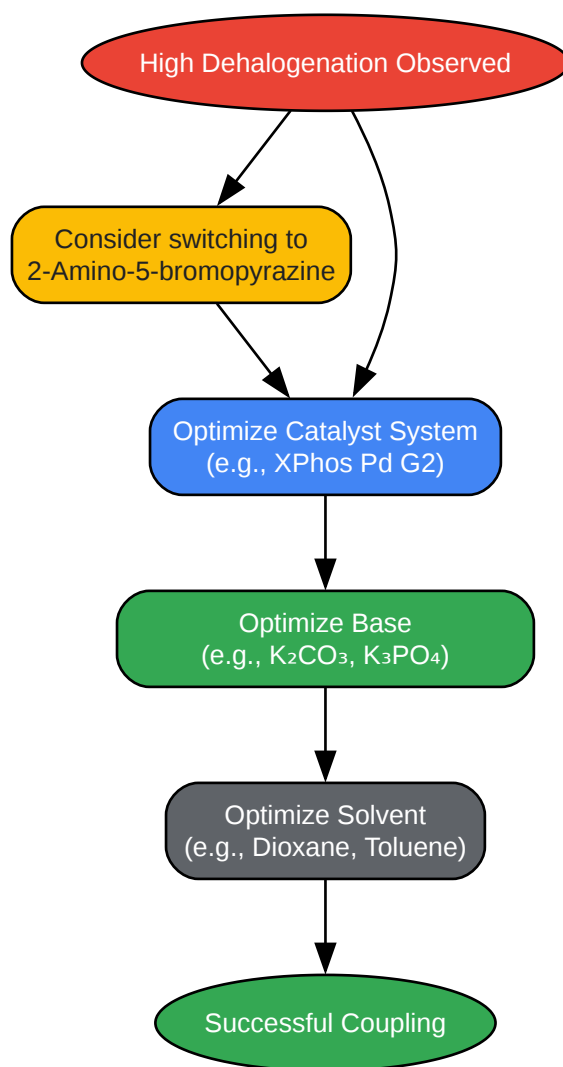 High Dehalogenation Observed
Consider switching to
2-Amino-5-bromopyrazine
Optimize Catalyst System
(e.g., XPhos Pd G2)
Optimize Base
(e.g., K₂CO₃, K₃PO₄)
Optimize Solvent
(e.g., Dioxane, Toluene)
Successful Coupling